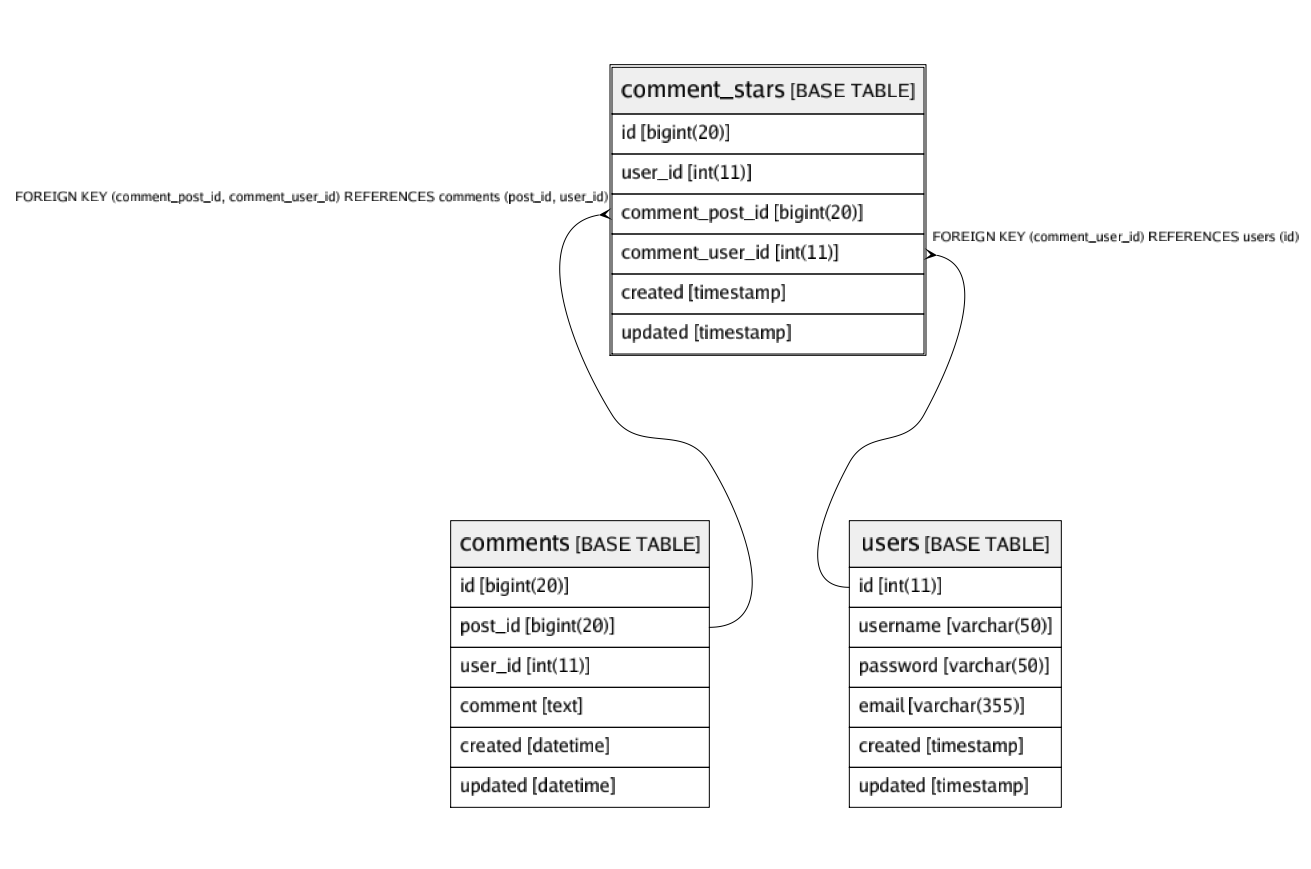 comment_stars [BASE TABLE]
id [bigint(20)]
user_id [int(11)]
FOREIGN KEY (comment_post_id, comment_user_id) REFERENCES comments (post_id, user_id)
comment_post_id [bigint(20)]
FOREIGN KEY (comment_user_id) REFERENCES users (id)
comment_user_id [int(11)]
created [timestamp]
updated [timestamp]
comments [BASE TABLE]
id [bigint(20)]
post_id [bigint(20)]
user_id [int(11)]
comment [text]
created [datetime]
updated [datetime]
users [BASE TABLE]
id [int(11)]
username [varchar(50)]
password [varchar(50)]
email [varchar(355)]
created [timestamp]
updated [timestamp]